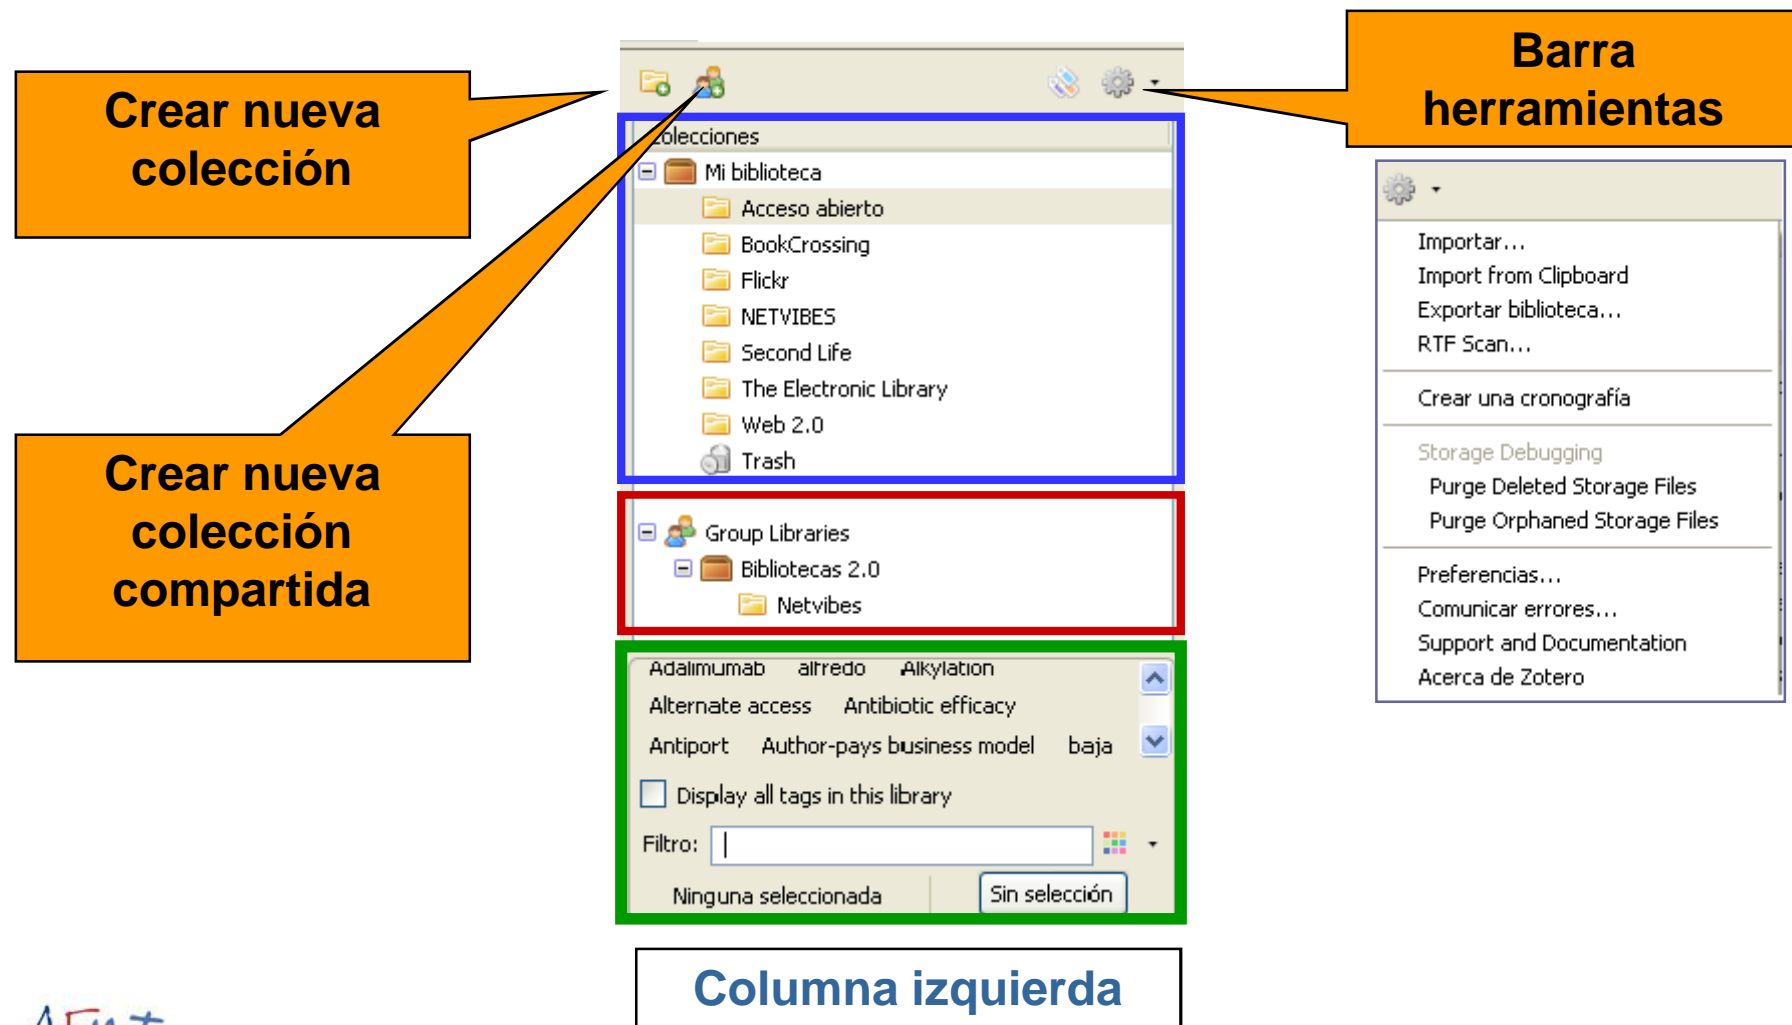 Crear nueva
colección
Crear nueva
colección
compartida
Colecciones
Mi biblioteca
Acceso abierto
BookCrossing
Flickr
NETVIBES
Second Life
The Electronic Library
Web 2.0
Trash
Group Libraries
Bibliotecas 2.0
Netvibes
Adalimumab alfredo Alkylation
Alternate access Antibiotic efficacy
Antiport Author-pays business model baja
Display all tags in this library
Filtro:
Ninguna seleccionada Sin selección
Columna izquierda
Barra
herramientas
Importar...
Import from Clipboard
Exportar biblioteca...
RTF Scan...
Crear una cronografía
Storage Debugging
Purge Deleted Storage Files
Purge Orphaned Storage Files
Preferencias...
Comunicar errores...
Support and Documentation
Acerca de Zotero